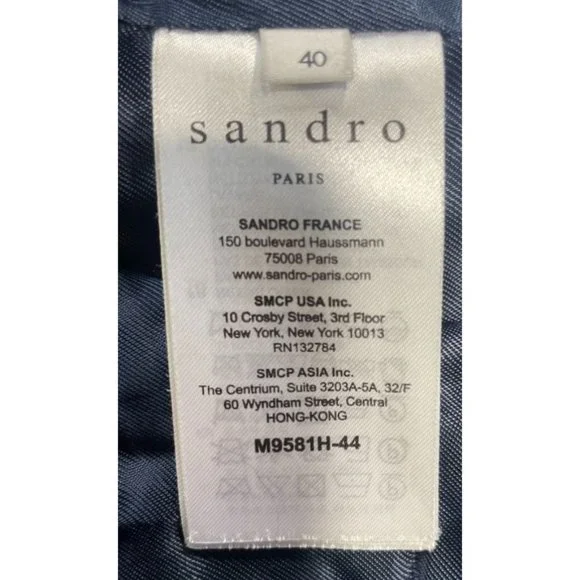 40
sandro
PARIS
SANDRO FRANCE
150 boulevard Haussmann
75008 Paris
www.sandro-paris.com
SMCP USA Inc.
10 Crosby Street, 3rd Floor
New York, New York 10013
RN132784
SMCP ASIA Inc.
The Centrium, Suite 3203A-5A, 32/F
60 Wyndham Street, Central
HONG-KONG
M9581H-44